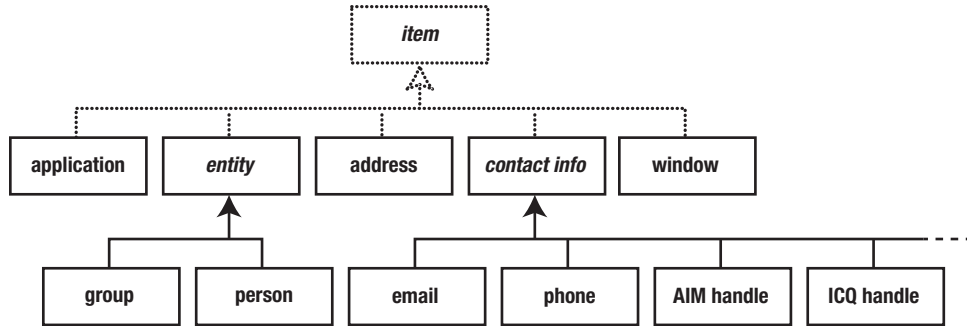 item
application
entity
address
contact info
window
group
person
email
phone
AIM handle
ICQ handle